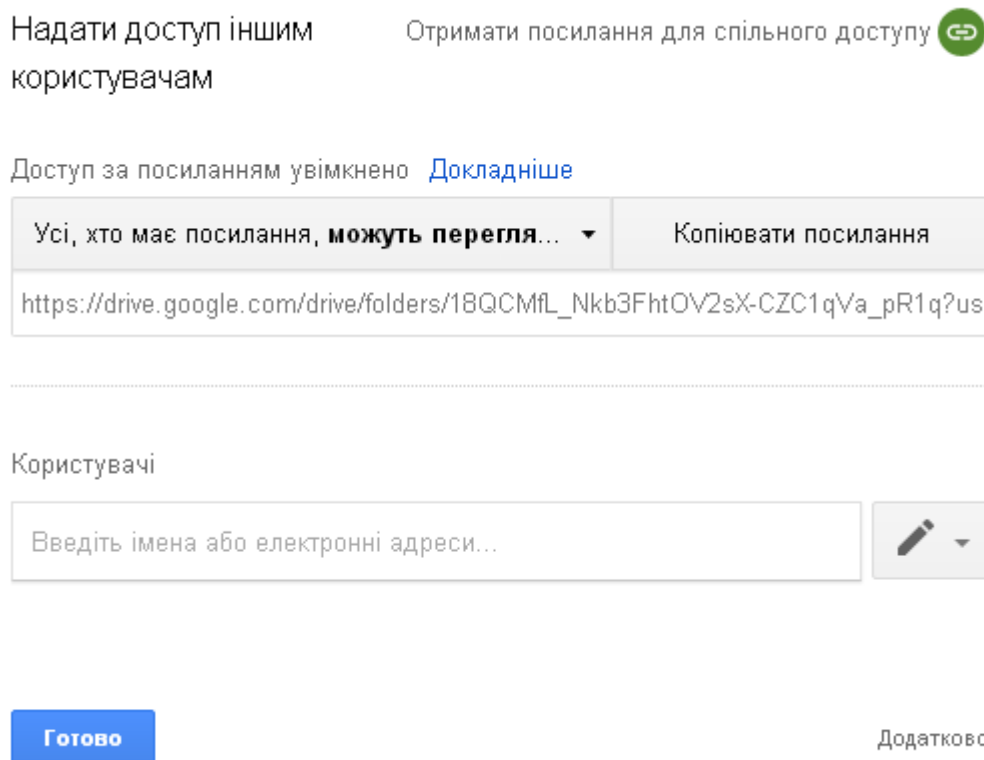 Надати доступ іншим користувачам
Отримати посилання для спільного доступу
Доступ за посиланням увімкнено Докладніше
Усі, хто має посилання, можуть перегля... Копіювати посилання
https://drive.google.com/drive/folders/18QCMfL_Nkb3FhtOV2sX-CZC1qVa_pR1q?us
Користувачі
Введіть імена або електронні адреси...
Готово Додатково